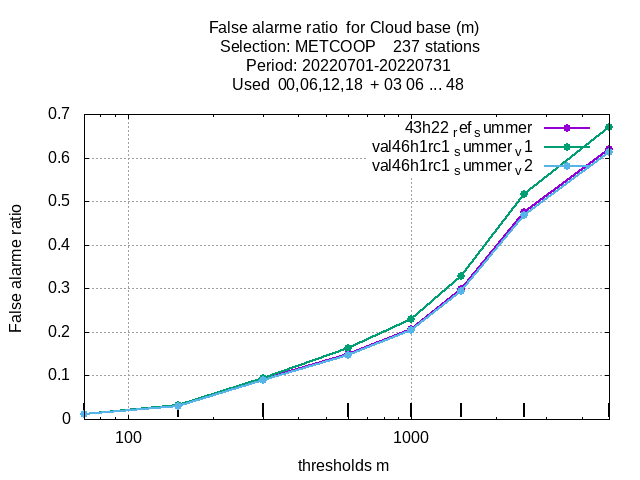 False alarme ratio for Cloud base (m)
Selection: METCOOP 237 stations
Period: 20220701-20220731
Used 00,06,12,18 + 03 06 ... 48
0.7
0.6
0.5
0.4
0.3
0.2
0.1
0
False alarme ratio
43h22 ref summer
val46h1rc1 summer v1
val46h1rc1 summer v2
100
1000
thresholds m